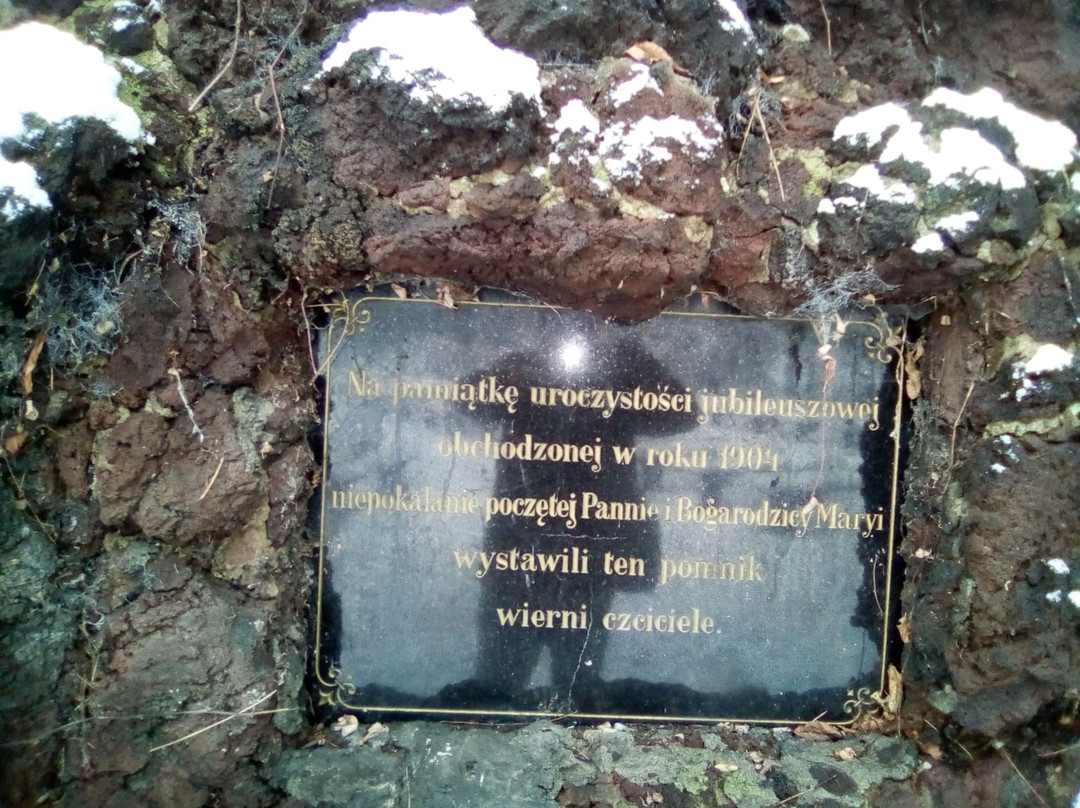 Na pamiątkę uroczystości jubileuszowej
obchodzonej w roku 1904
niepokalanie poczętej Pannie i Bogarodzicy Maryi
wystawili ten pomnik
wierni czciciele.